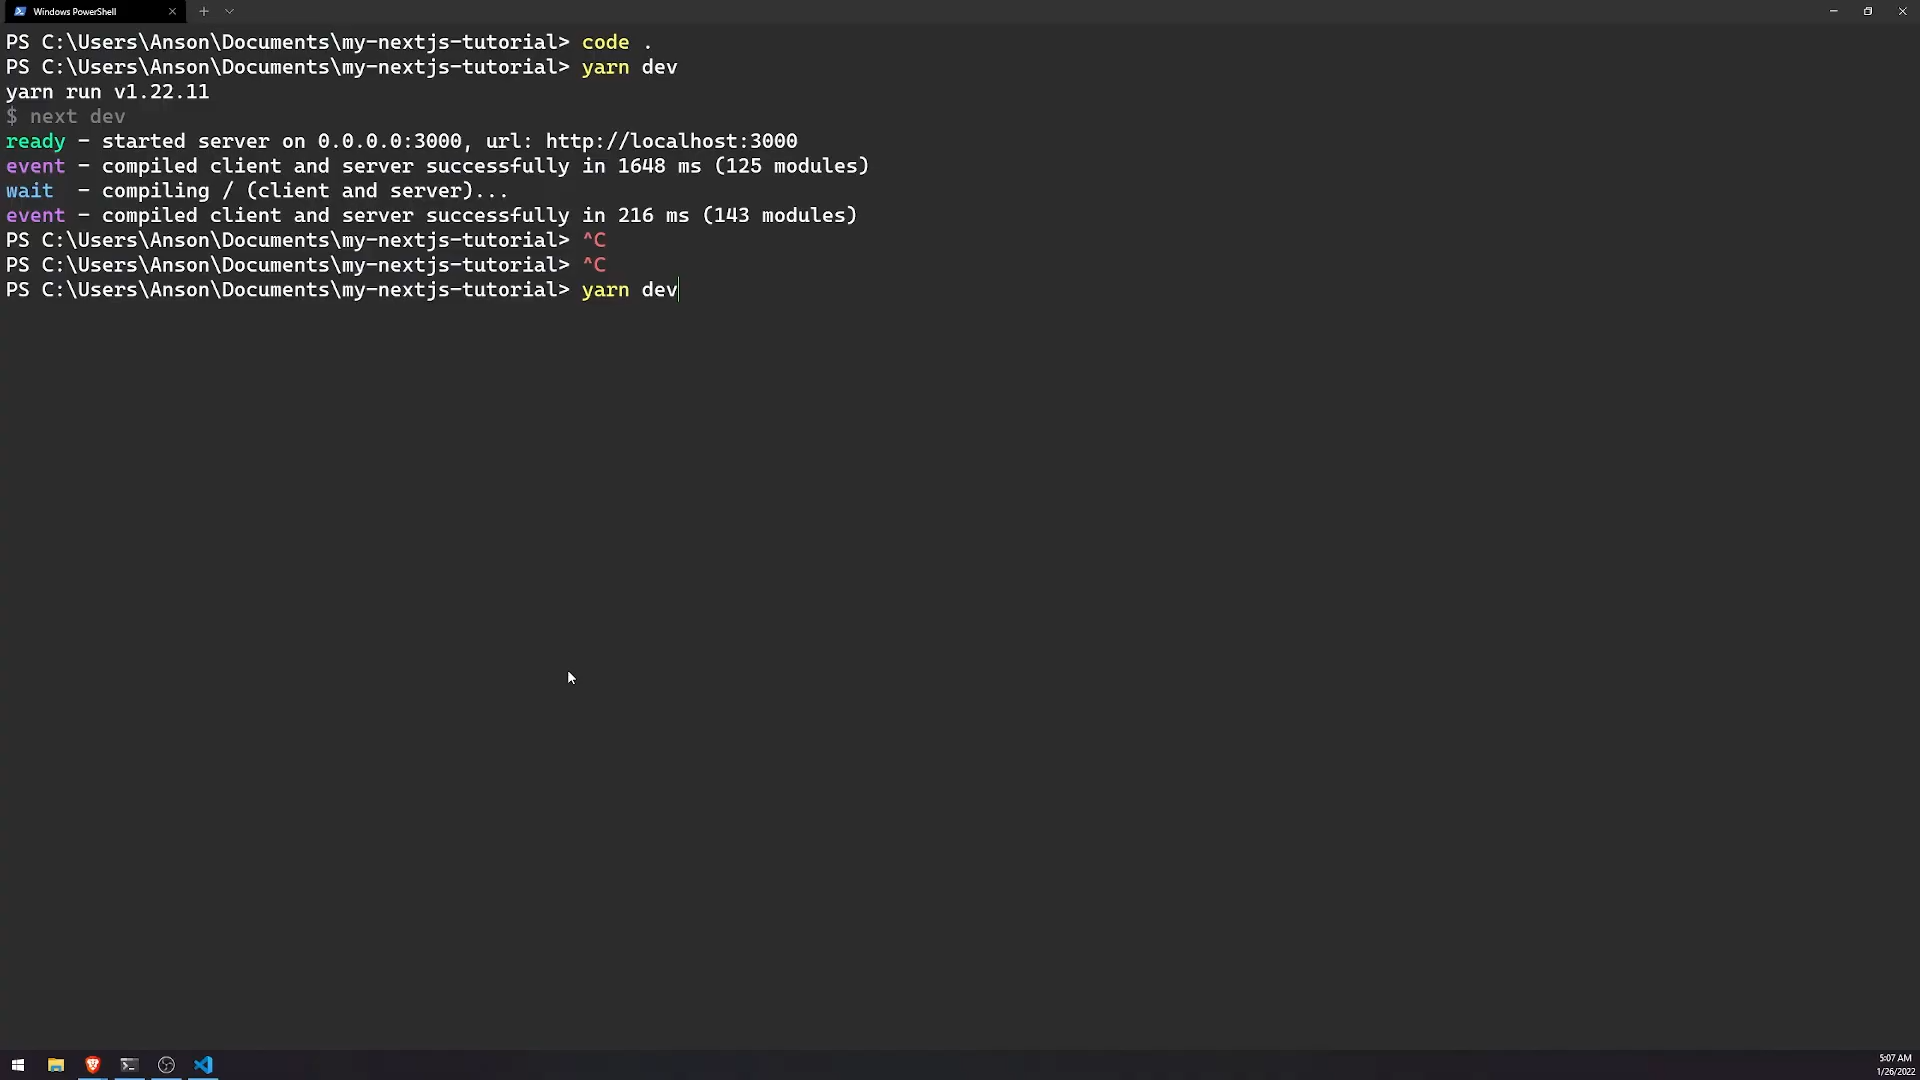 Windows PowerShell
PS C:\Users\Anson\Documents\my-nextjs-tutorial> code .
PS C:\Users\Anson\Documents\my-nextjs-tutorial> yarn dev
yarn run v1.22.11
$ next dev
ready - started server on 0.0.0.0:3000, url: http://localhost:3000
event - compiled client and server successfully in 1648 ms (125 modules)
wait  - compiling / (client and server)...
event - compiled client and server successfully in 216 ms (143 modules)
PS C:\Users\Anson\Documents\my-nextjs-tutorial> ^C
PS C:\Users\Anson\Documents\my-nextjs-tutorial> ^C
PS C:\Users\Anson\Documents\my-nextjs-tutorial> yarn dev
5:07 AM
1/26/2022